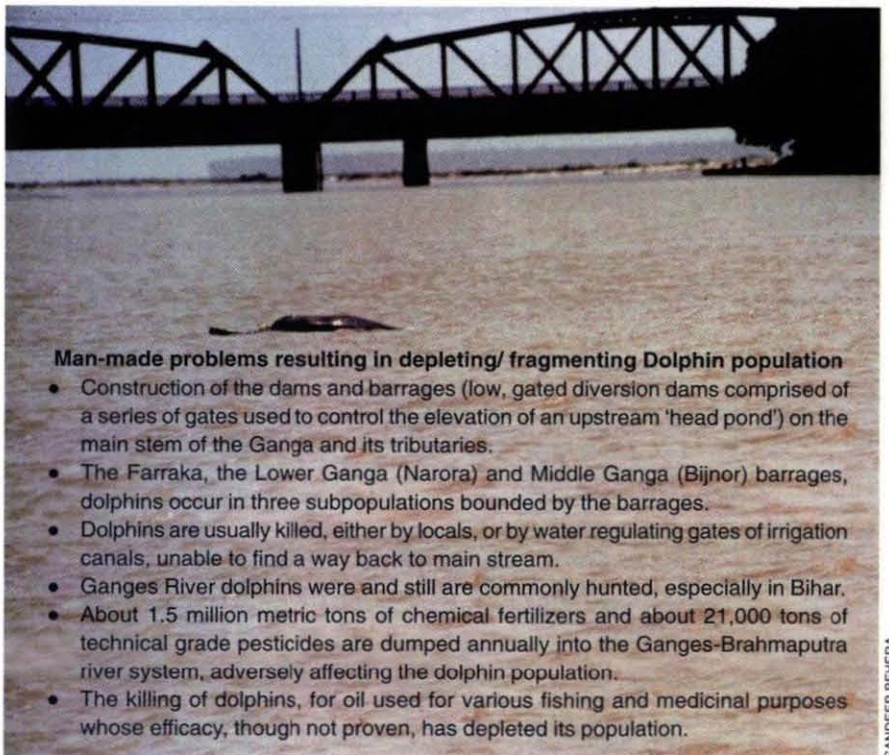 Man-made problems resulting in depleting/ fragmenting Dolphin population
• Construction of the dams and barrages (low, gated diversion dams comprised of
a series of gates used to control the elevation of an upstream 'head pond') on the
main stem of the Ganga and its tributaries.
• The Farraka, the Lower Ganga (Narora) and Middle Ganga (Bijnor) barrages,
dolphins occur in three subpopulations bounded by the barrages.
• Dolphins are usually killed, either by locals, or by water regulating gates of irrigation
canals, unable to find a way back to main stream.
• Ganges River dolphins were and still are commonly hunted, especially in Bihar.
• About 1.5 million metric tons of chemical fertilizers and about 21,000 tons of
technical grade pesticides are dumped annually into the Ganges-Brahmaputra
river system, adversely affecting the dolphin population.
• The killing of dolphins, for oil used for various fishing and medicinal purposes
whose efficacy, though not proven, has depleted its population.